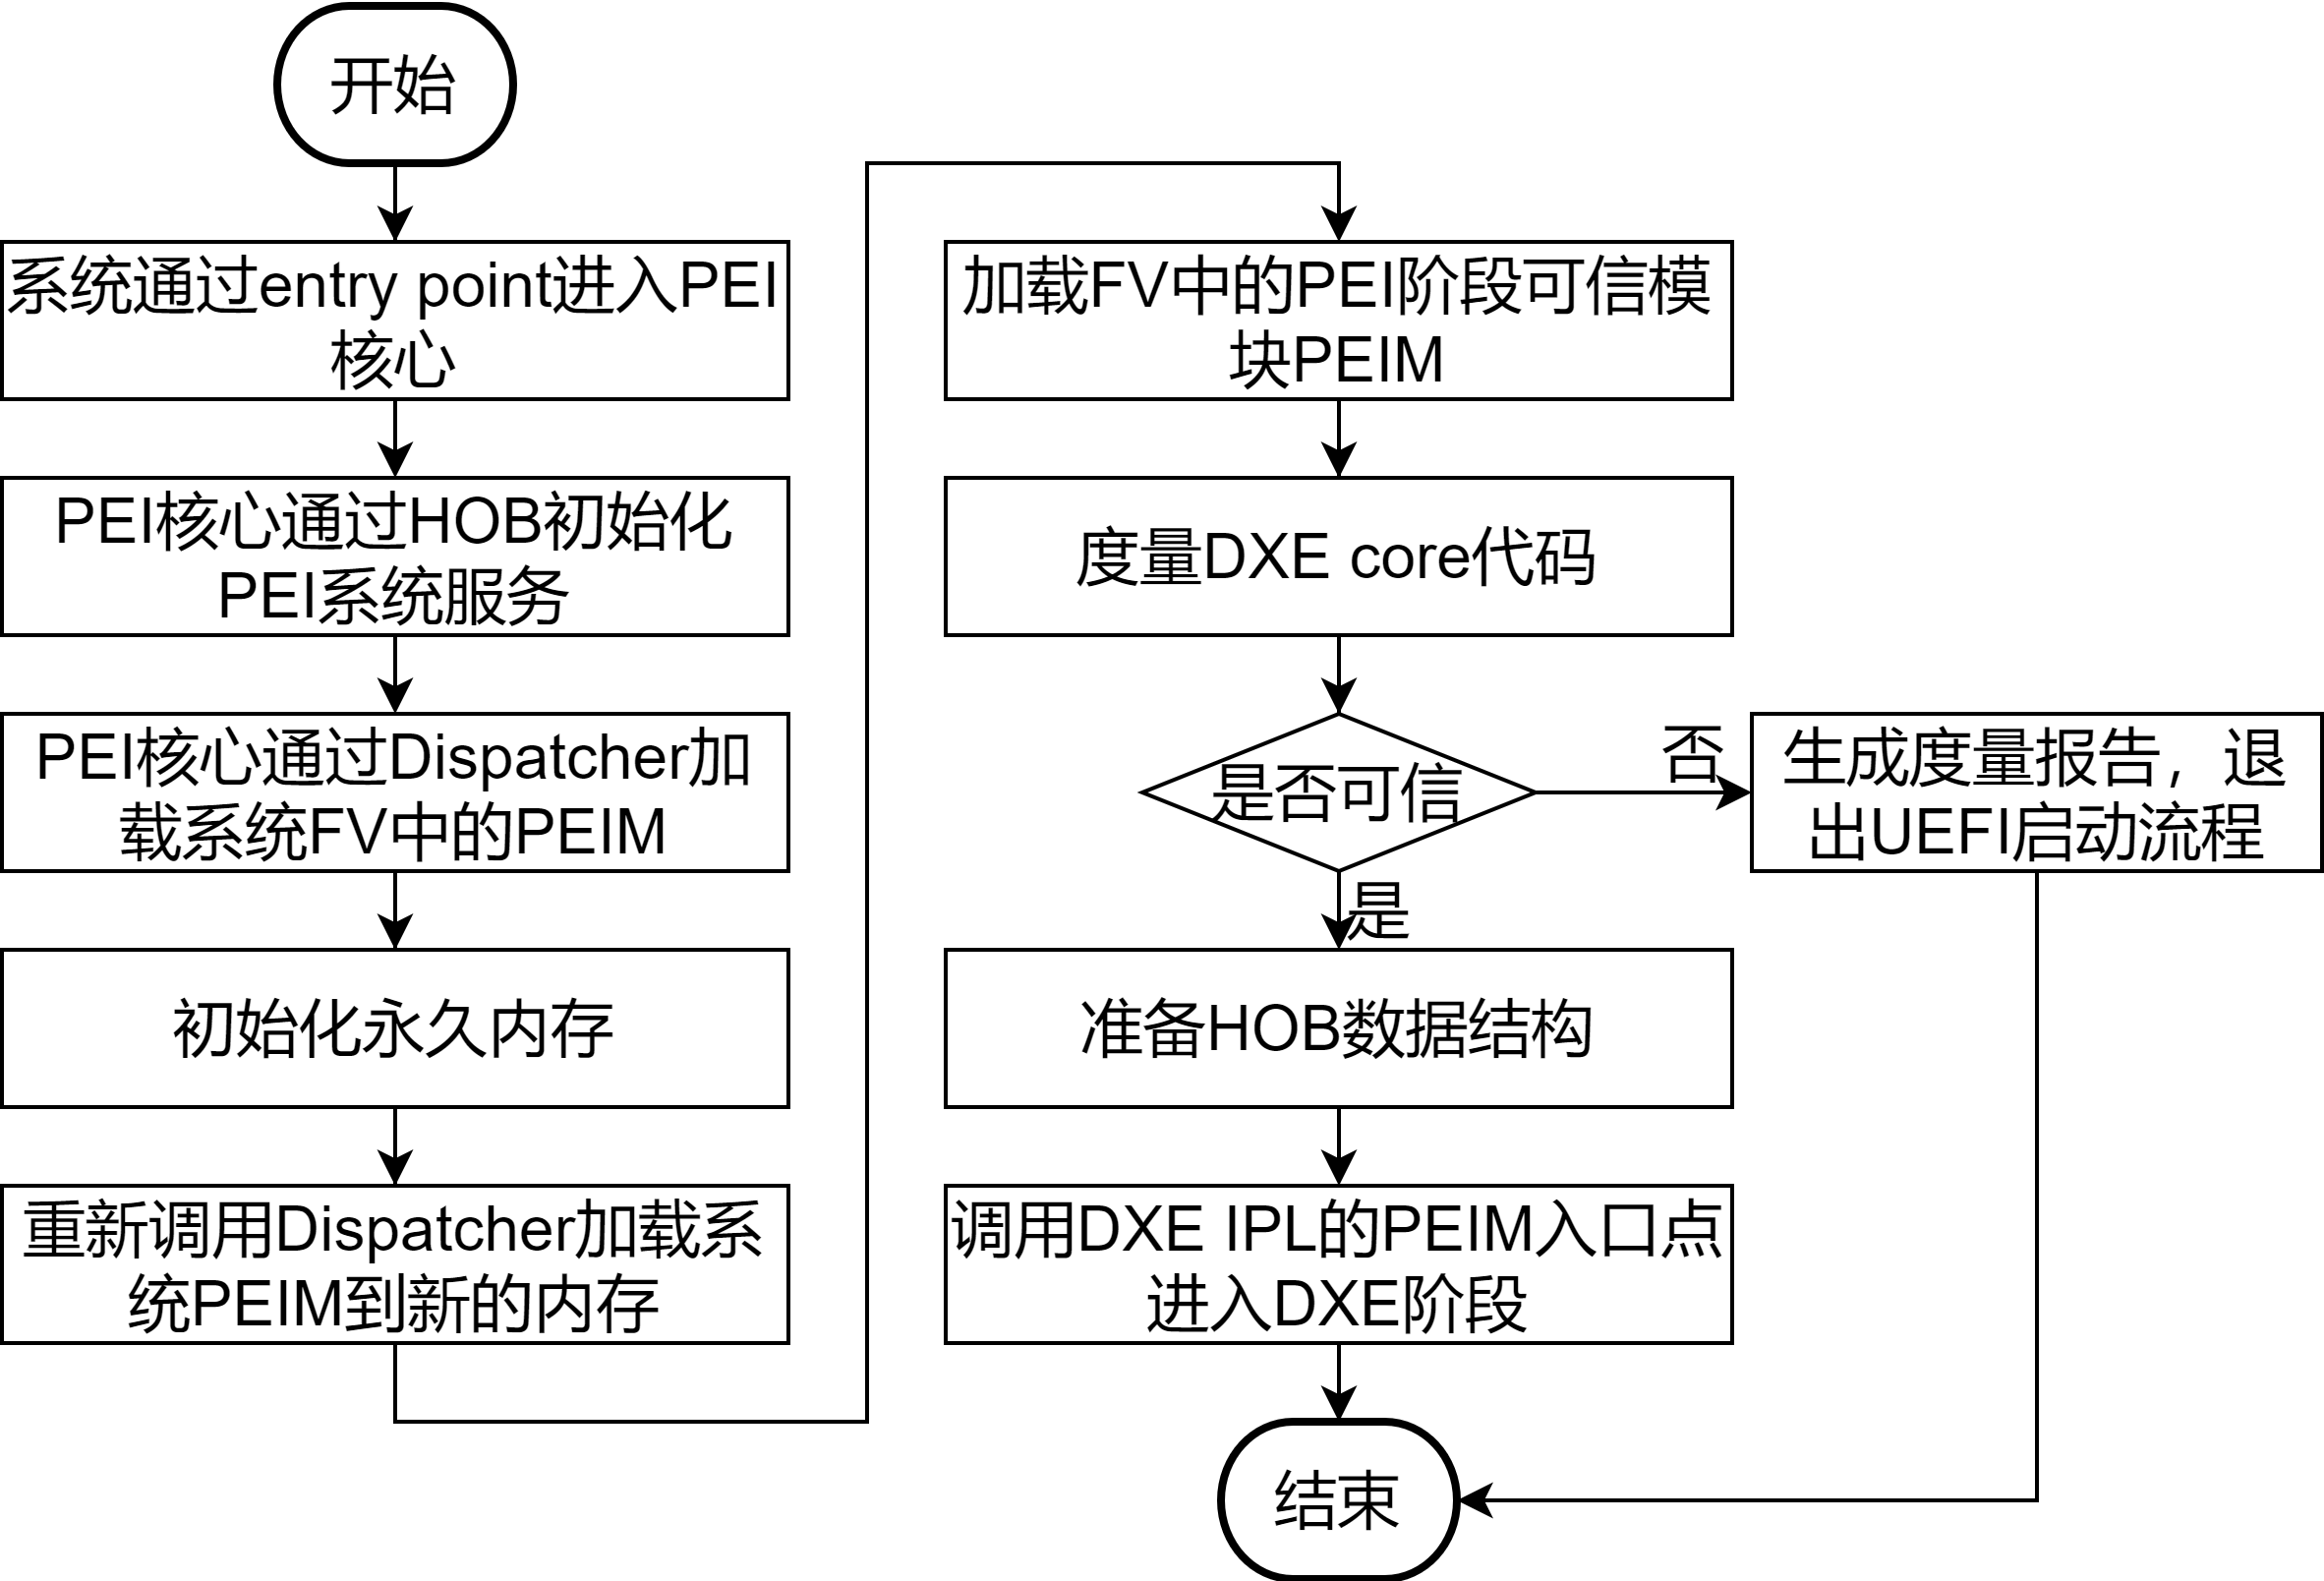 开始
系统通过entry point进入PEI
核心
PEI核心通过HOB初始化
PEI系统服务
PEI核心通过Dispatcher加
载系统FV中的PEIM
初始化永久内存
重新调用Dispatcher加载系
统PEIM到新的内存
加载FV中的PEI阶段可信模
块PEIM
度量DXE core代码
是否可信
否
生成度量报告，退
出UEFI启动流程
是
准备HOB数据结构
调用DXE IPL的PEIM入口点
进入DXE阶段
结束